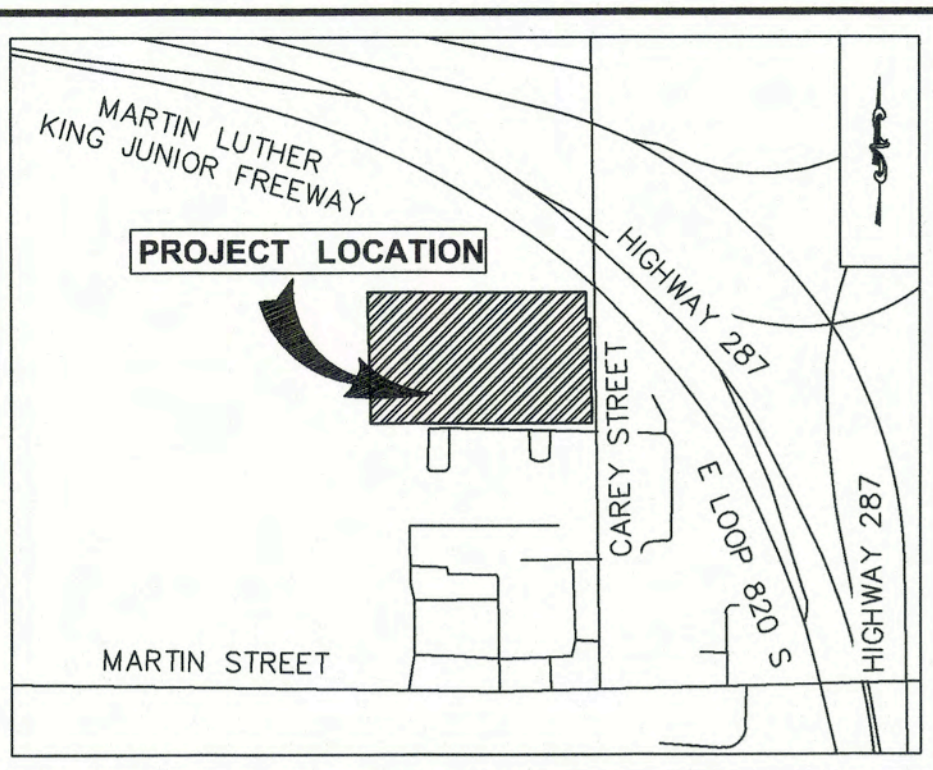 MARTIN LUTHER
KING JUNIOR FREEWAY
PROJECT LOCATION
HIGHWAY 287
CAREY STREET
E LOOP 820 S
HIGHWAY 287
MARTIN STREET